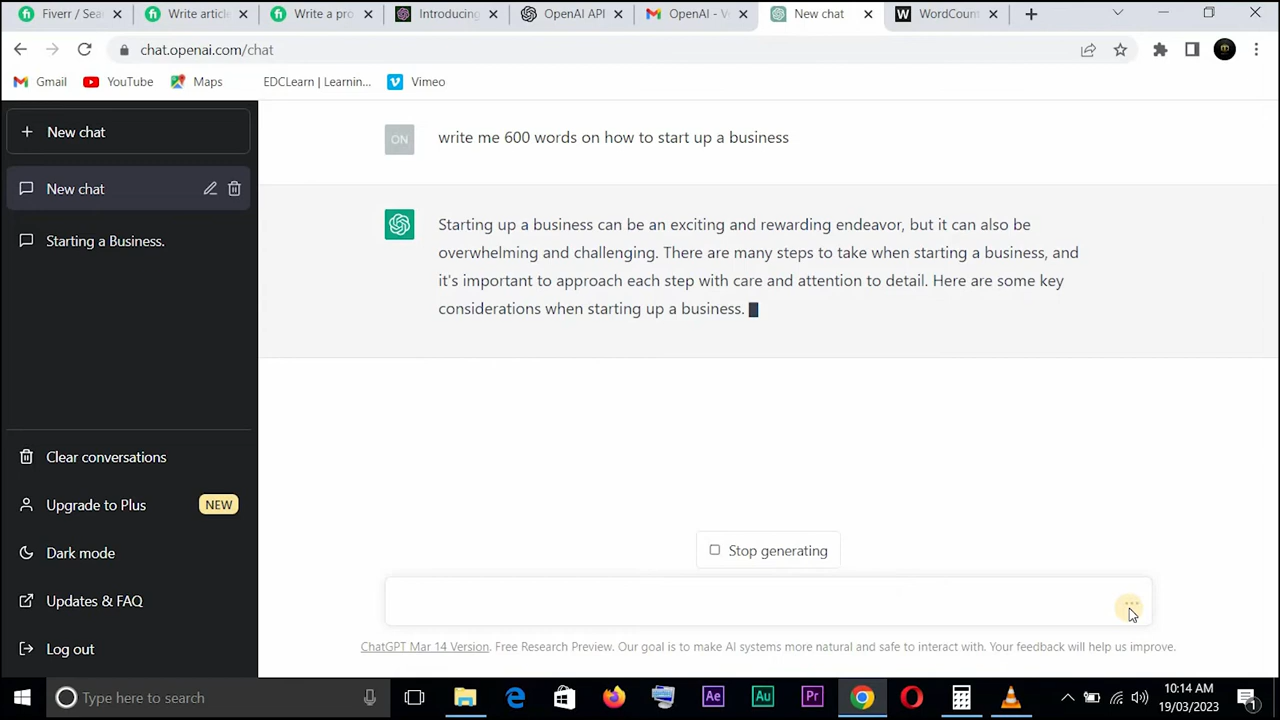 Fiverr / Sea
Write article
Write a pro
Introducing
OpenAI API
OpenAI - V
New chat
W WordCount
chat.openai.com/chat
Gmail
YouTube
Maps
EDCLearn | Learnin...
Vimeo
+ New chat
New chat
Starting a Business.
Clear conversations
Upgrade to Plus NEW
Dark mode
Updates & FAQ
Log out
ON write me 600 words on how to start up a business
Starting up a business can be an exciting and rewarding endeavor, but it can also be
overwhelming and challenging. There are many steps to take when starting a business, and
it's important to approach each step with care and attention to detail. Here are some key
considerations when starting up a business.
Stop generating
ChatGPT Mar 14 Version. Free Research Preview. Our goal is to make AI systems more natural and safe to interact with. Your feedback will help us improve.
Type here to search
Ae
Au
Pr
10:14 AM
19/03/2023
1